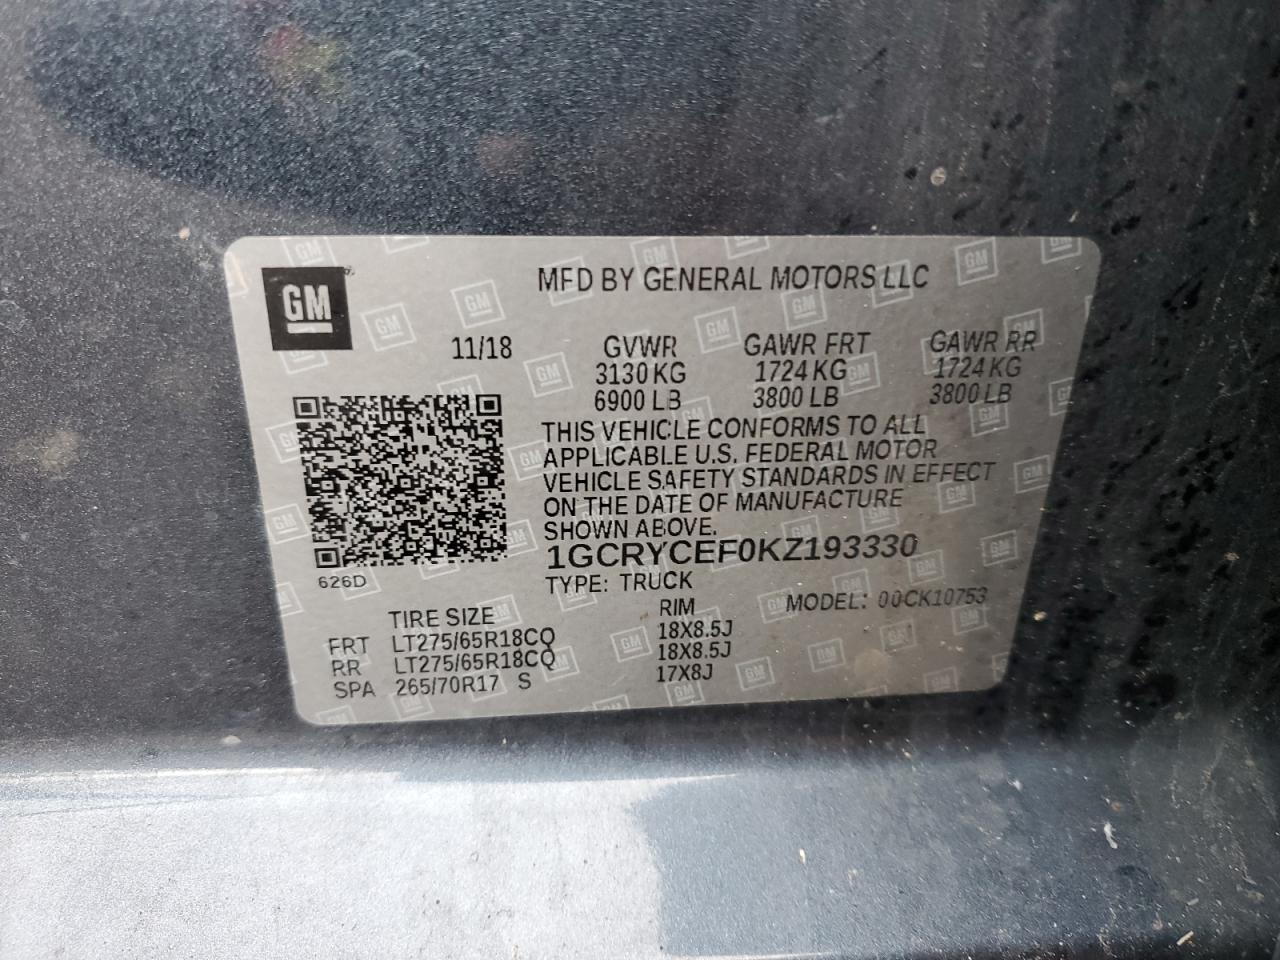 GM
MFD BY GENERAL MOTORS LLC
11/18 GVWR GAWR FRT GAWR RR
3130 KG 1724 KG 1724 KG
6900 LB 3800 LB 3800 LB
THIS VEHICLE CONFORMS TO ALL
APPLICABLE U.S. FEDERAL MOTOR
VEHICLE SAFETY STANDARDS IN EFFECT
ON THE DATE OF MANUFACTURE
SHOWN ABOVE.
1GCRYCEF0KZ193330
626D
TYPE: TRUCK
MODEL: 00CK10753
TIRE SIZE RIM
FRT LT275/65R18CQ 18X8.5J
RR LT275/65R18CQ 18X8.5J
SPA 265/70R17 S 17X8J